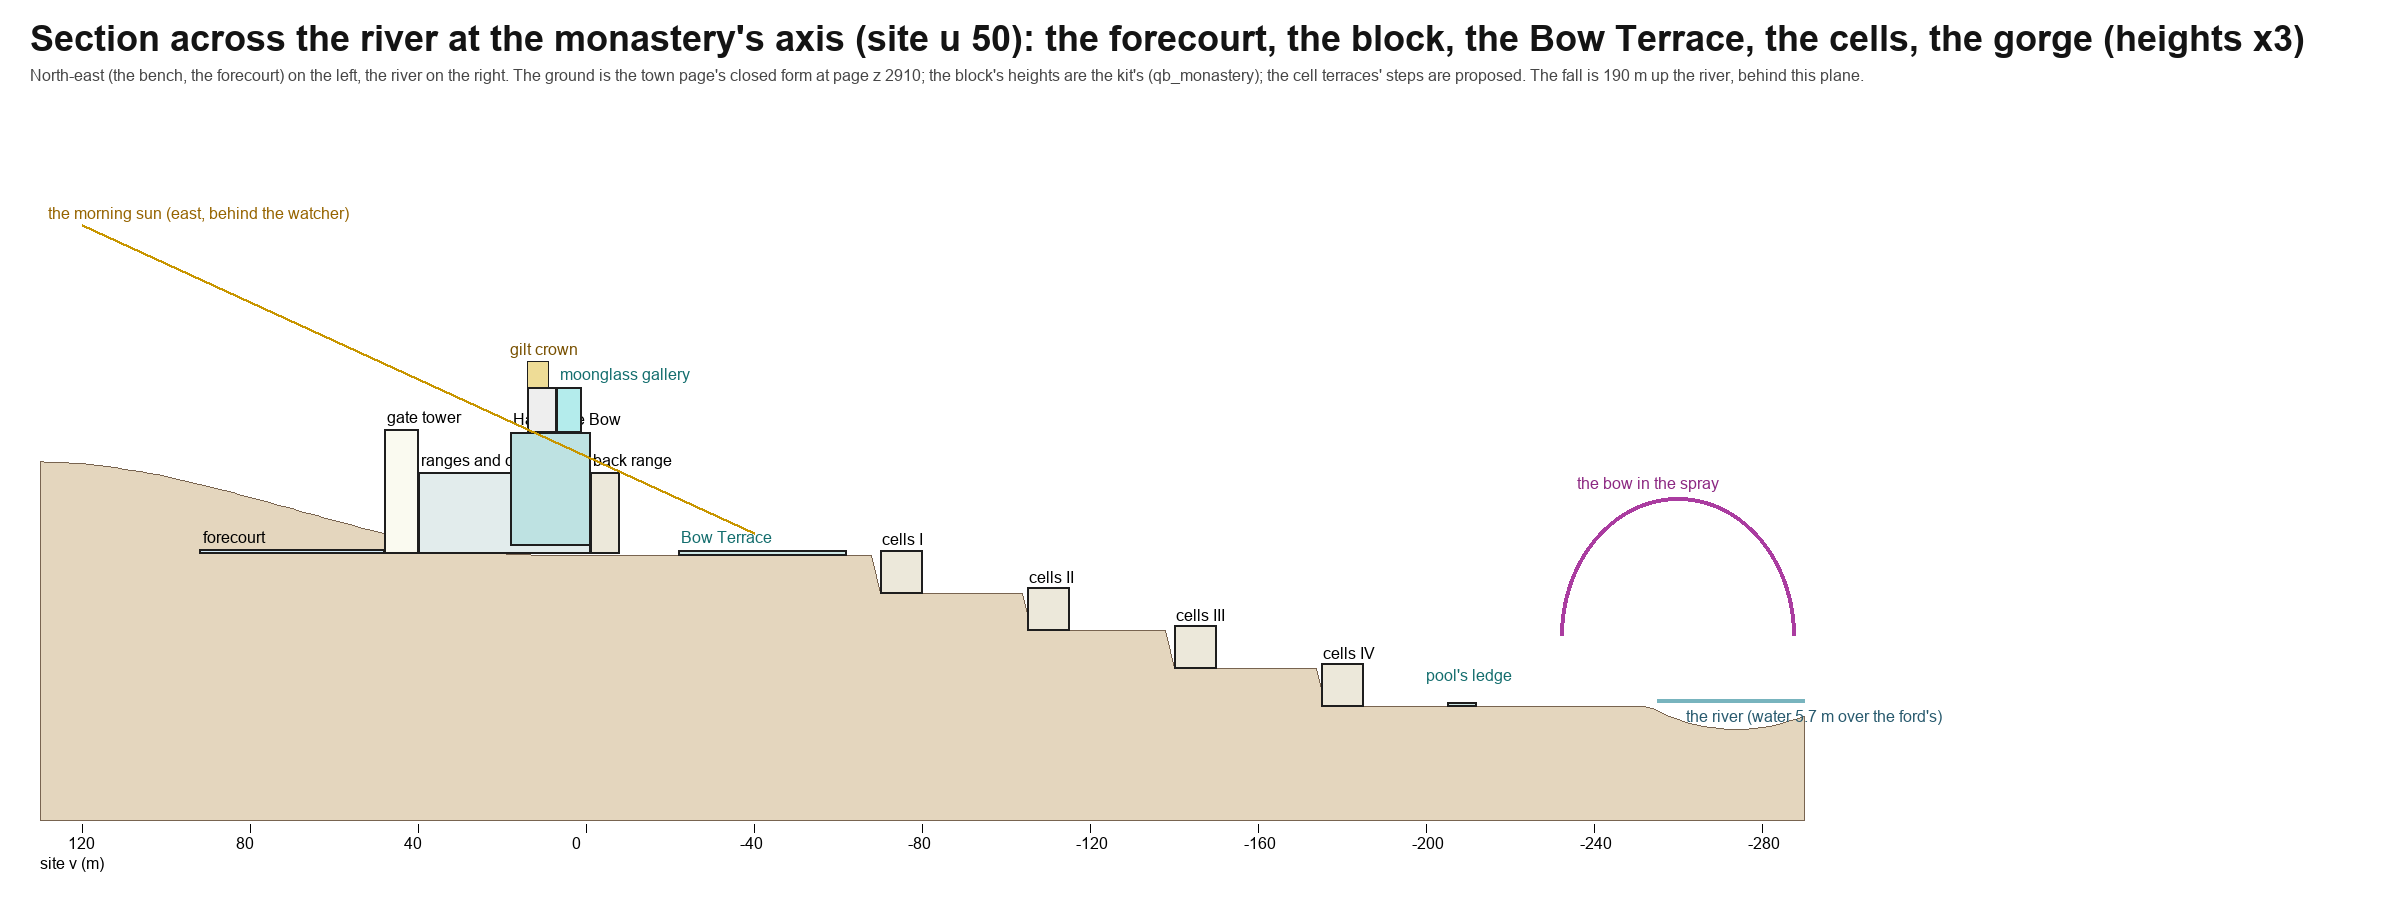 Section across the river at the monastery's axis (site u 50): the forecourt, the block, the Bow Terrace, the cells, the gorge (heights x3)
North-east (the bench, the forecourt) on the left, the river on the right. The ground is the town page's closed form at page z 2910; the block's heights are the kit's (qb_monastery); the cell terraces' steps are proposed. The fall is 190 m up the river, behind this plane.
the morning sun (east, behind the watcher)
gilt crown
moonglass gallery
gate tower
Bow
ranges and
back range
the bow in the spray
forecourt
Bow Terrace
cells I
cells II
cells III
cells IV
pool's ledge
the river (water 5.7 m over the ford's)
120 80 40 0 -40 -80 -120 -160 -200 -240 -280
site v (m)